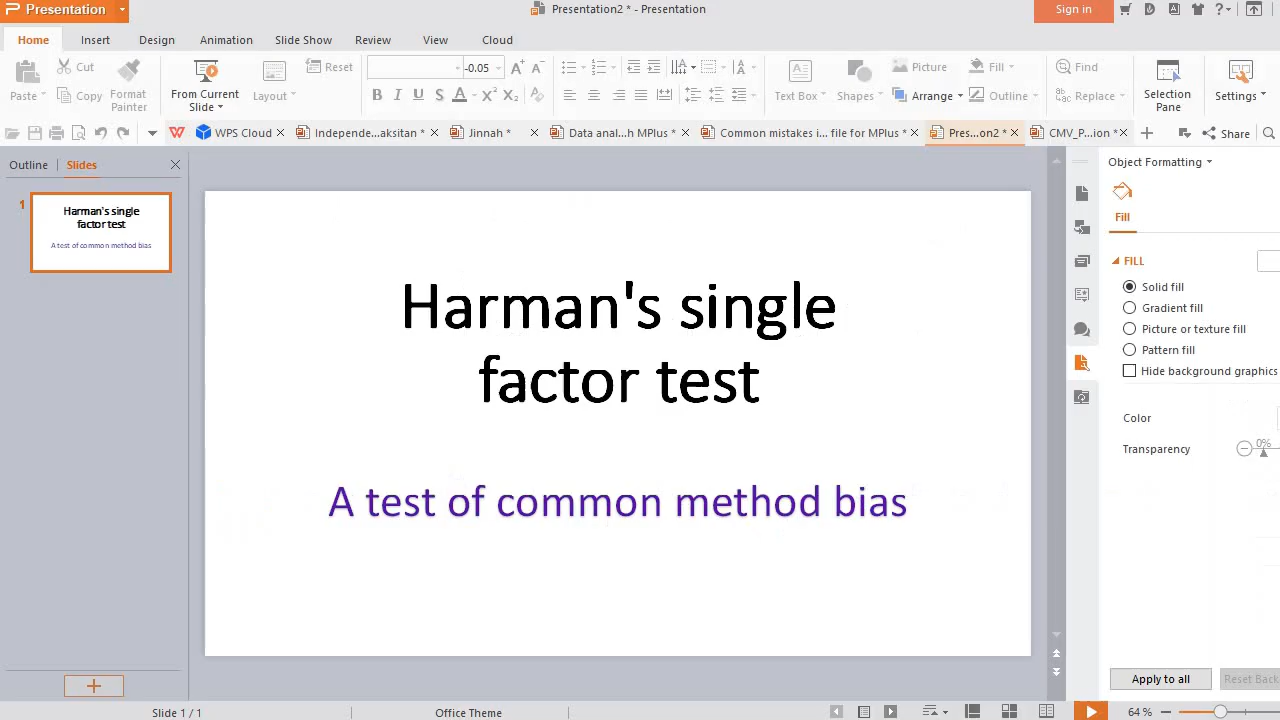 Presentation
Presentation2 * - Presentation
Sign in
Home
Insert
Design
Animation
Slide Show
Review
View
Cloud
Paste
Cut
Copy
Format
Painter
From Current
Slide
Layout
Reset
-0.05
Text Box
Shapes
Picture
Arrange
Fill
Outline
Find
Replace
Selection
Pane
Settings
WPS Cloud
Independe...aksitan *
Jinnah *
Data anal...h MPlus *
Common mistakes i... file for MPlus *
Pres...on2 *
CMV_P...ion *
Share
Outline
Slides
1
Harman's single
factor test
A test of common method bias
Harman's single
factor test
A test of common method bias
Object Formatting
Fill
FILL
Solid fill
Gradient fill
Picture or texture fill
Pattern fill
Hide background graphics
Color
Transparency
0%
Apply to all
Reset Back
Slide 1 / 1
Office Theme
64 %